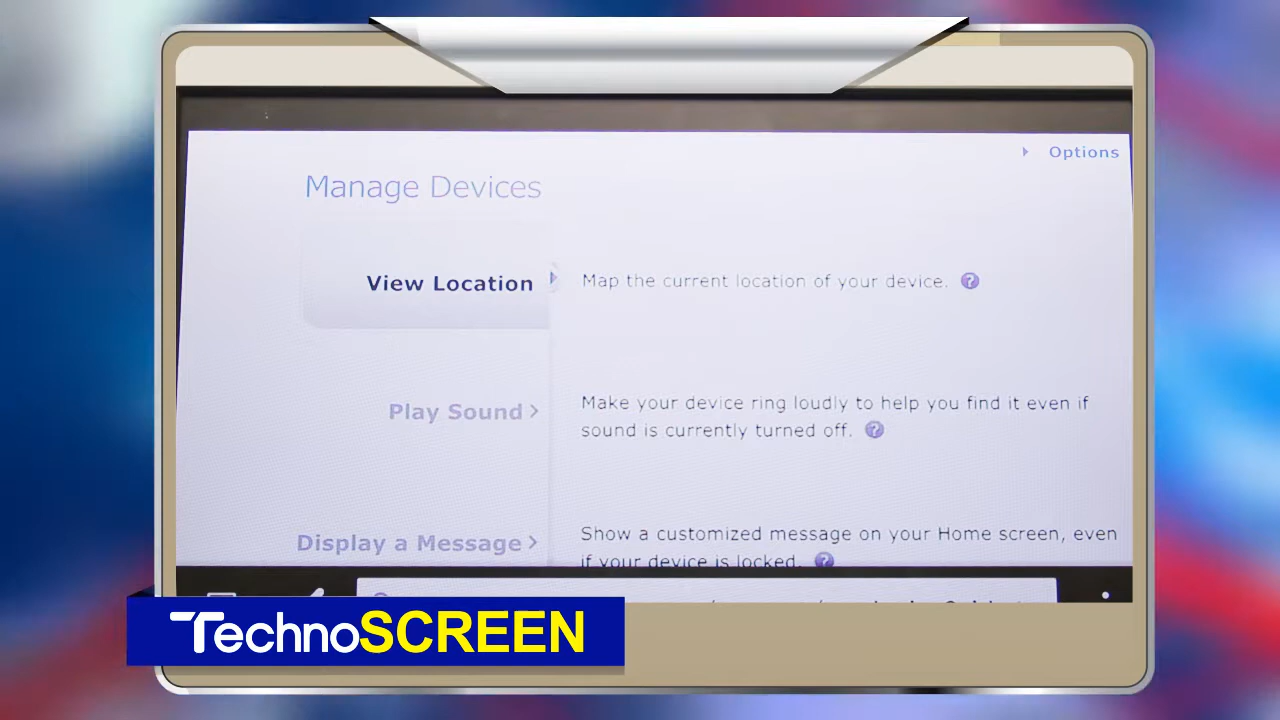 Options
Manage Devices
View Location
Map the current location of your device.
Play Sound
Make your device ring loudly to help you find it even if
sound is currently turned off.
Display a Message
Show a customized message on your Home screen, even
if your device is locked.
TechnoSCREEN